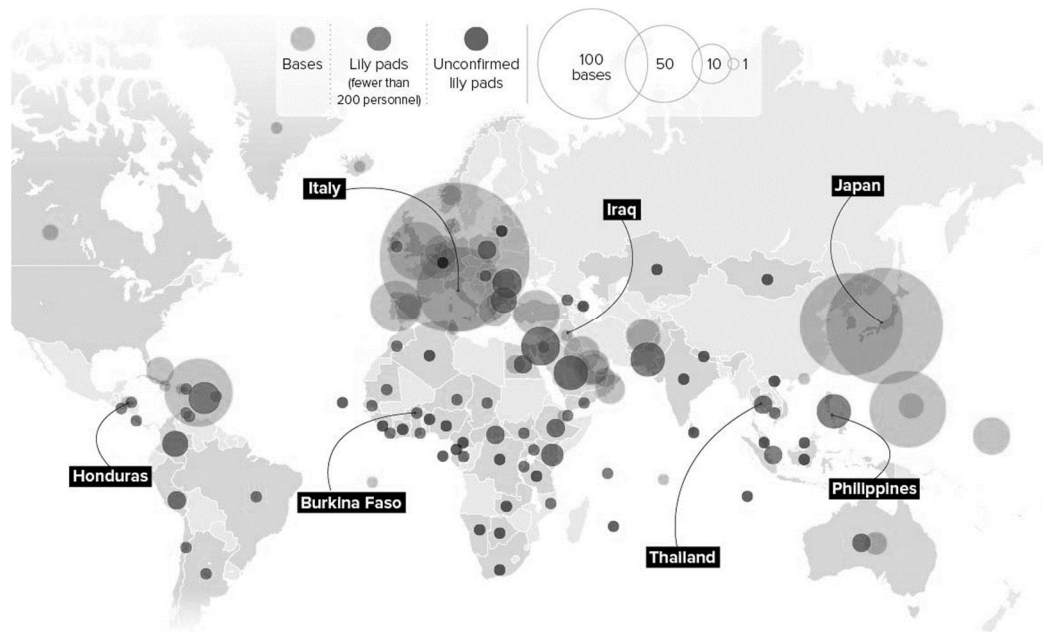 Bases
Lily pads
(fewer than
200 personnel)
Unconfirmed
lily pads
100
bases
50
10
1
Italy
Iraq
Japan
Honduras
Burkina Faso
Thailand
Philippines